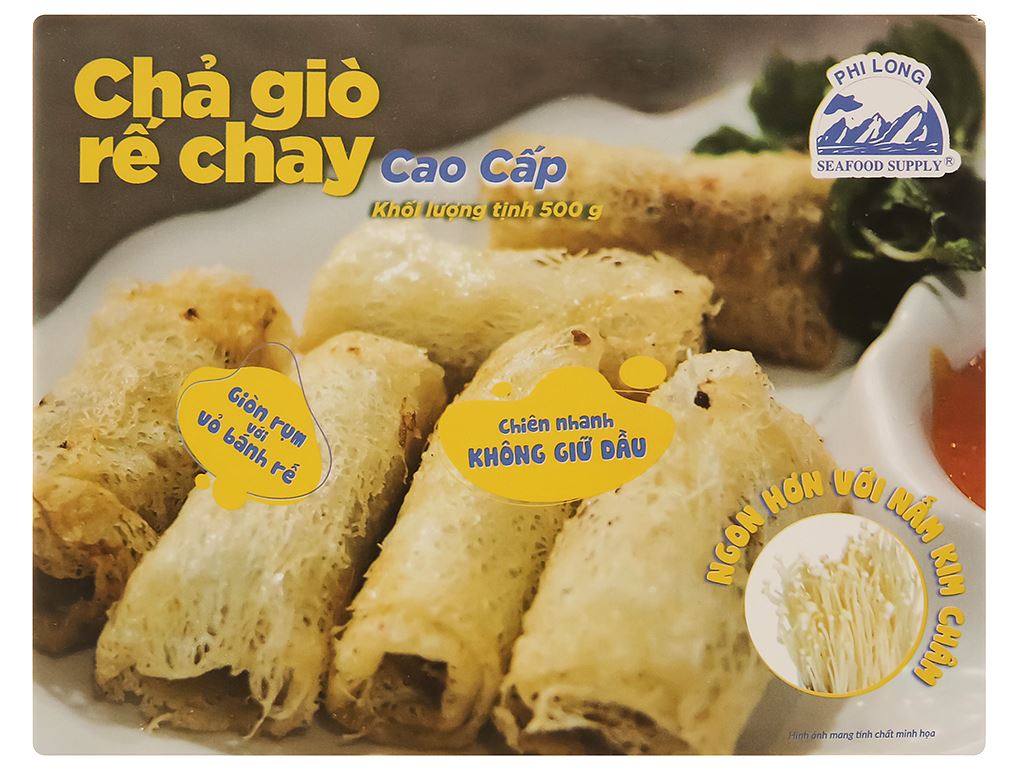 Chả giò
rế chay
Cao Cấp
Khối lượng tịnh 500 g
PHI LONG
SEAFOOD SUPPLY®
Giòn rụm
với
vỏ bánh rế
Chiên nhanh
KHÔNG GIỮ DẦU
NGON HƠN VỚI NẤM KIM CHÂM
Hình ảnh mang tính chất minh họa